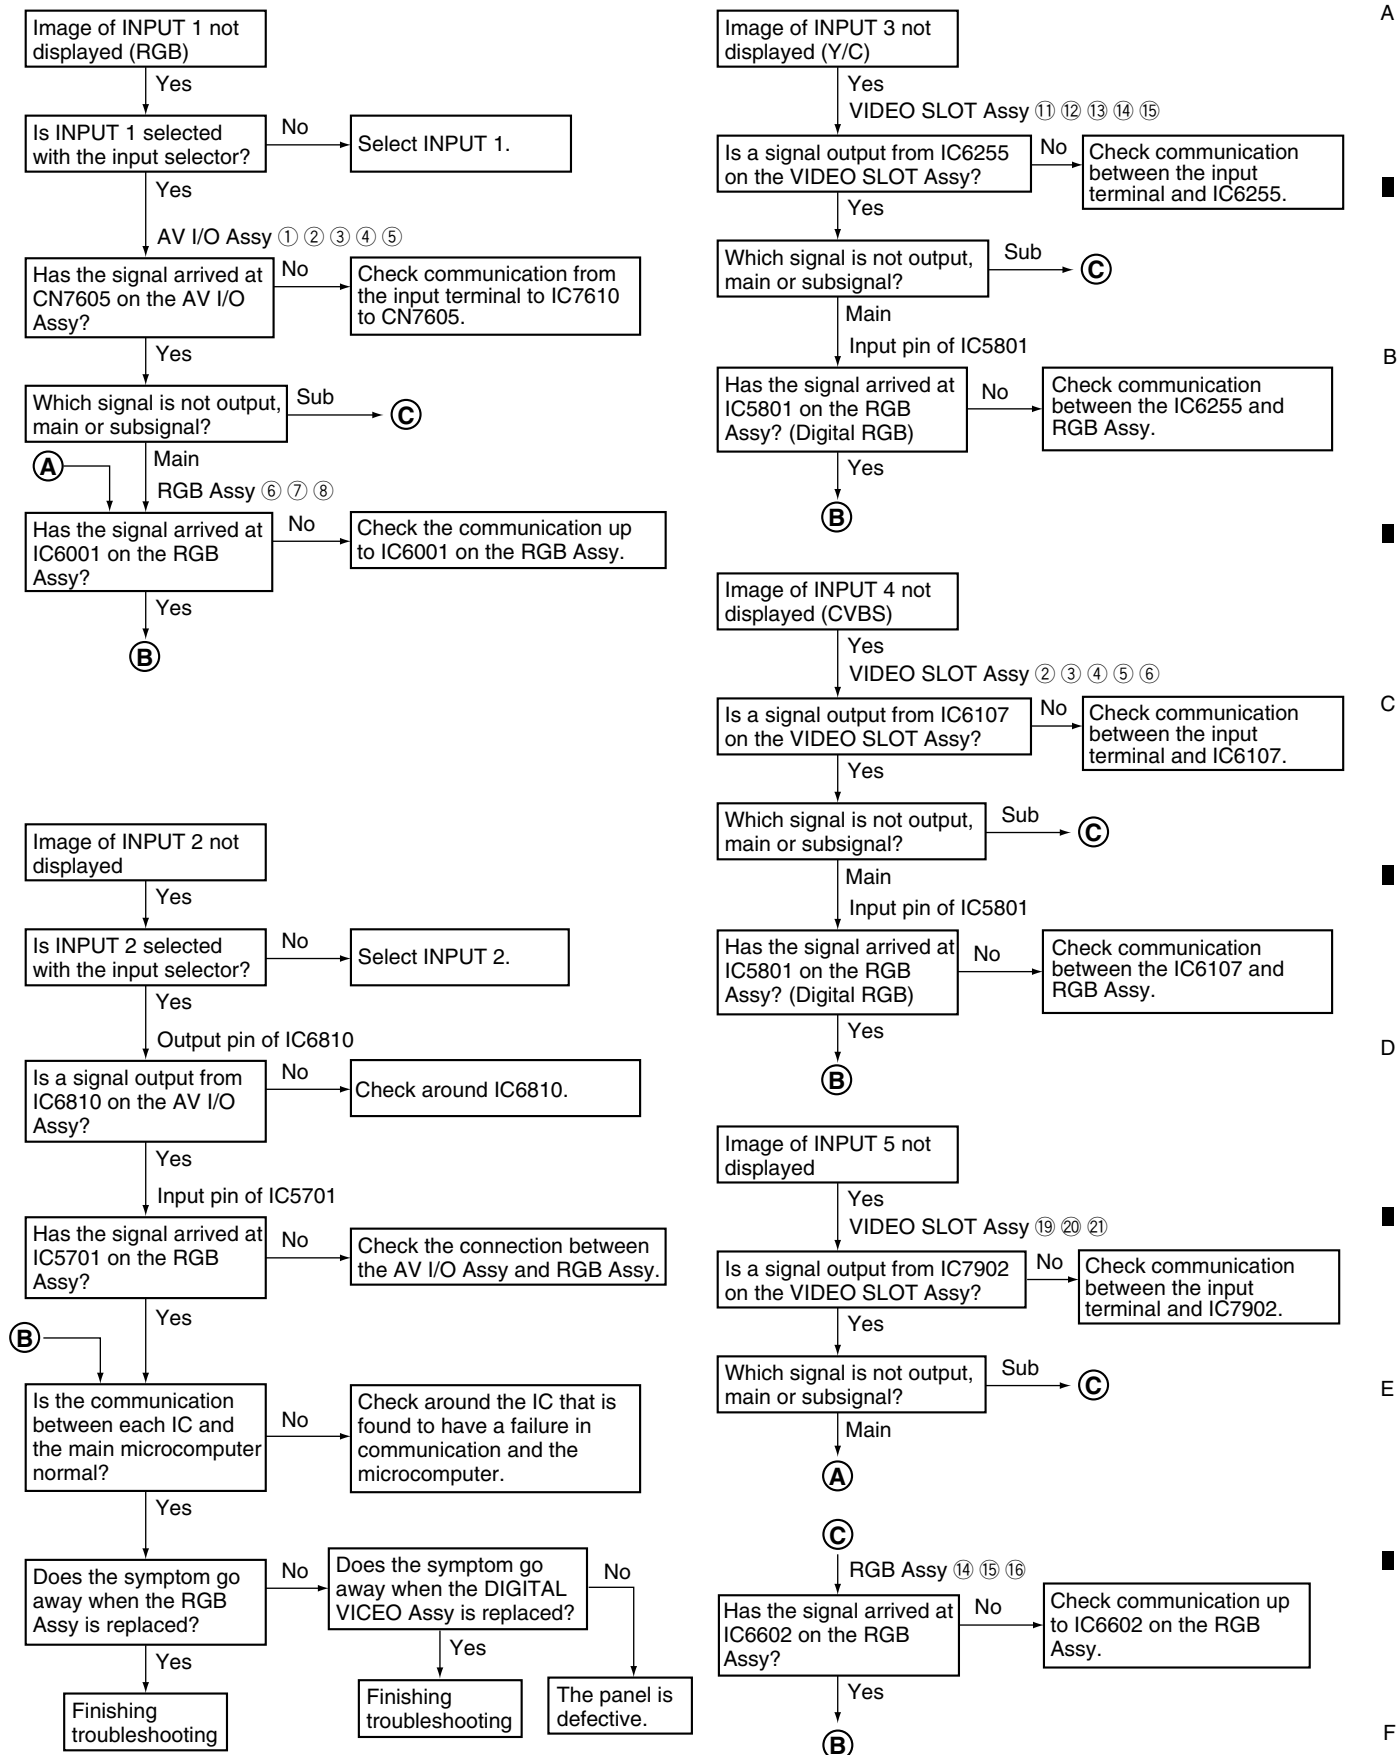 Image of INPUT 1 not
displayed (RGB)
Yes
Is INPUT 1 selected
with the input selector?
No
Select INPUT 1.
Yes
AV I/O Assy ① ② ③ ④ ⑤
Has the signal arrived at
CN7605 on the AV I/O
Assy?
No
Check communication from
the input terminal to IC7610
to CN7605.
Yes
Which signal is not output,
main or subsignal?
Sub
C
Main
A
RGB Assy ⑥ ⑦ ⑧
Has the signal arrived at
IC6001 on the RGB
Assy?
No
Check the communication up
to IC6001 on the RGB Assy.
Yes
B
Image of INPUT 2 not
displayed
Yes
Is INPUT 2 selected
with the input selector?
No
Select INPUT 2.
Yes
Output pin of IC6810
Is a signal output from
IC6810 on the AV I/O
Assy?
No
Check around IC6810.
Yes
Input pin of IC5701
Has the signal arrived at
IC5701 on the RGB
Assy?
No
Check the connection between
the AV I/O Assy and RGB Assy.
Yes
B
Is the communication
between each IC and
the main microcomputer
normal?
No
Check around the IC that is
found to have a failure in
communication and the
microcomputer.
Yes
Does the symptom go
away when the RGB
Assy is replaced?
No
Does the symptom go
away when the DIGITAL
VICEO Assy is replaced?
No
Yes
Yes
Finishing
troubleshooting
Finishing
troubleshooting
The panel is
defective.
Image of INPUT 3 not
displayed (Y/C)
Yes
VIDEO SLOT Assy ⑪ ⑫ ⑬ ⑭ ⑮
Is a signal output from IC6255
on the VIDEO SLOT Assy?
No
Check communication
between the input
terminal and IC6255.
Yes
Which signal is not output,
main or subsignal?
Sub
C
Main
Input pin of IC5801
Has the signal arrived at
IC5801 on the RGB
Assy? (Digital RGB)
No
Check communication
between the IC6255 and
RGB Assy.
Yes
B
Image of INPUT 4 not
displayed (CVBS)
Yes
VIDEO SLOT Assy ② ③ ④ ⑤ ⑥
Is a signal output from IC6107
on the VIDEO SLOT Assy?
No
Check communication
between the input
terminal and IC6107.
Yes
Which signal is not output,
main or subsignal?
Sub
C
Main
Input pin of IC5801
Has the signal arrived at
IC5801 on the RGB
Assy? (Digital RGB)
No
Check communication
between the IC6107 and
RGB Assy.
Yes
B
Image of INPUT 5 not
displayed
Yes
VIDEO SLOT Assy ⑲ ⑳ ㉑
Is a signal output from IC7902
on the VIDEO SLOT Assy?
No
Check communication
between the input
terminal and IC7902.
Yes
Which signal is not output,
main or subsignal?
Sub
C
Main
A
C
RGB Assy ⑭ ⑮ ⑯
Has the signal arrived at
IC6602 on the RGB
Assy?
No
Check communication up
to IC6602 on the RGB
Assy.
Yes
B
A
B
C
D
E
F